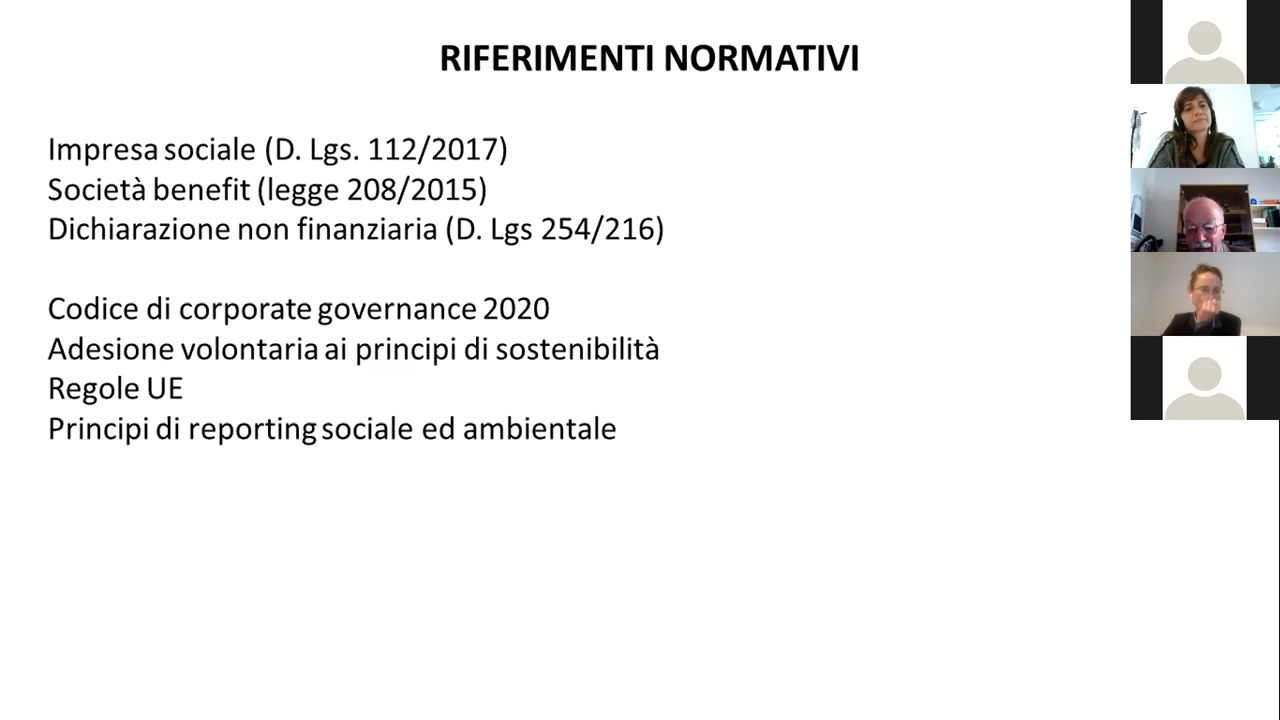 RIFERIMENTI NORMATIVI
Impresa sociale (D. Lgs. 112/2017)
Società benefit (legge 208/2015)
Dichiarazione non finanziaria (D. Lgs 254/216)
Codice di corporate governance 2020
Adesione volontaria ai principi di sostenibilità
Regole UE
Principi di reporting sociale ed ambientale